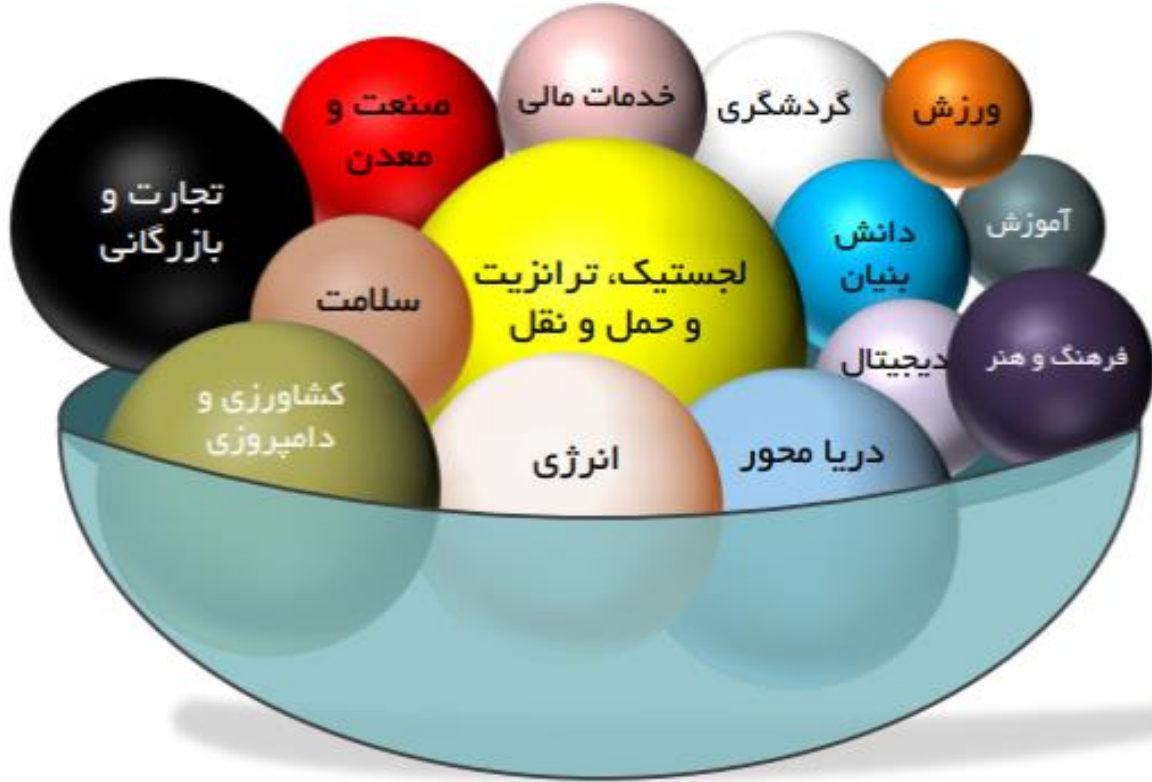 ورزش
گردشگری
خدمات مالی
صنعت و
معدن
تجارت و
بازرگانی
آموزش
دانش
بنیان
لجستیک، ترانزیت
و حمل و نقل
سلامت
فرهنگ و هنر
دیجیتال
دریا محور
انرژی
کشاورزی و
دامپروزی